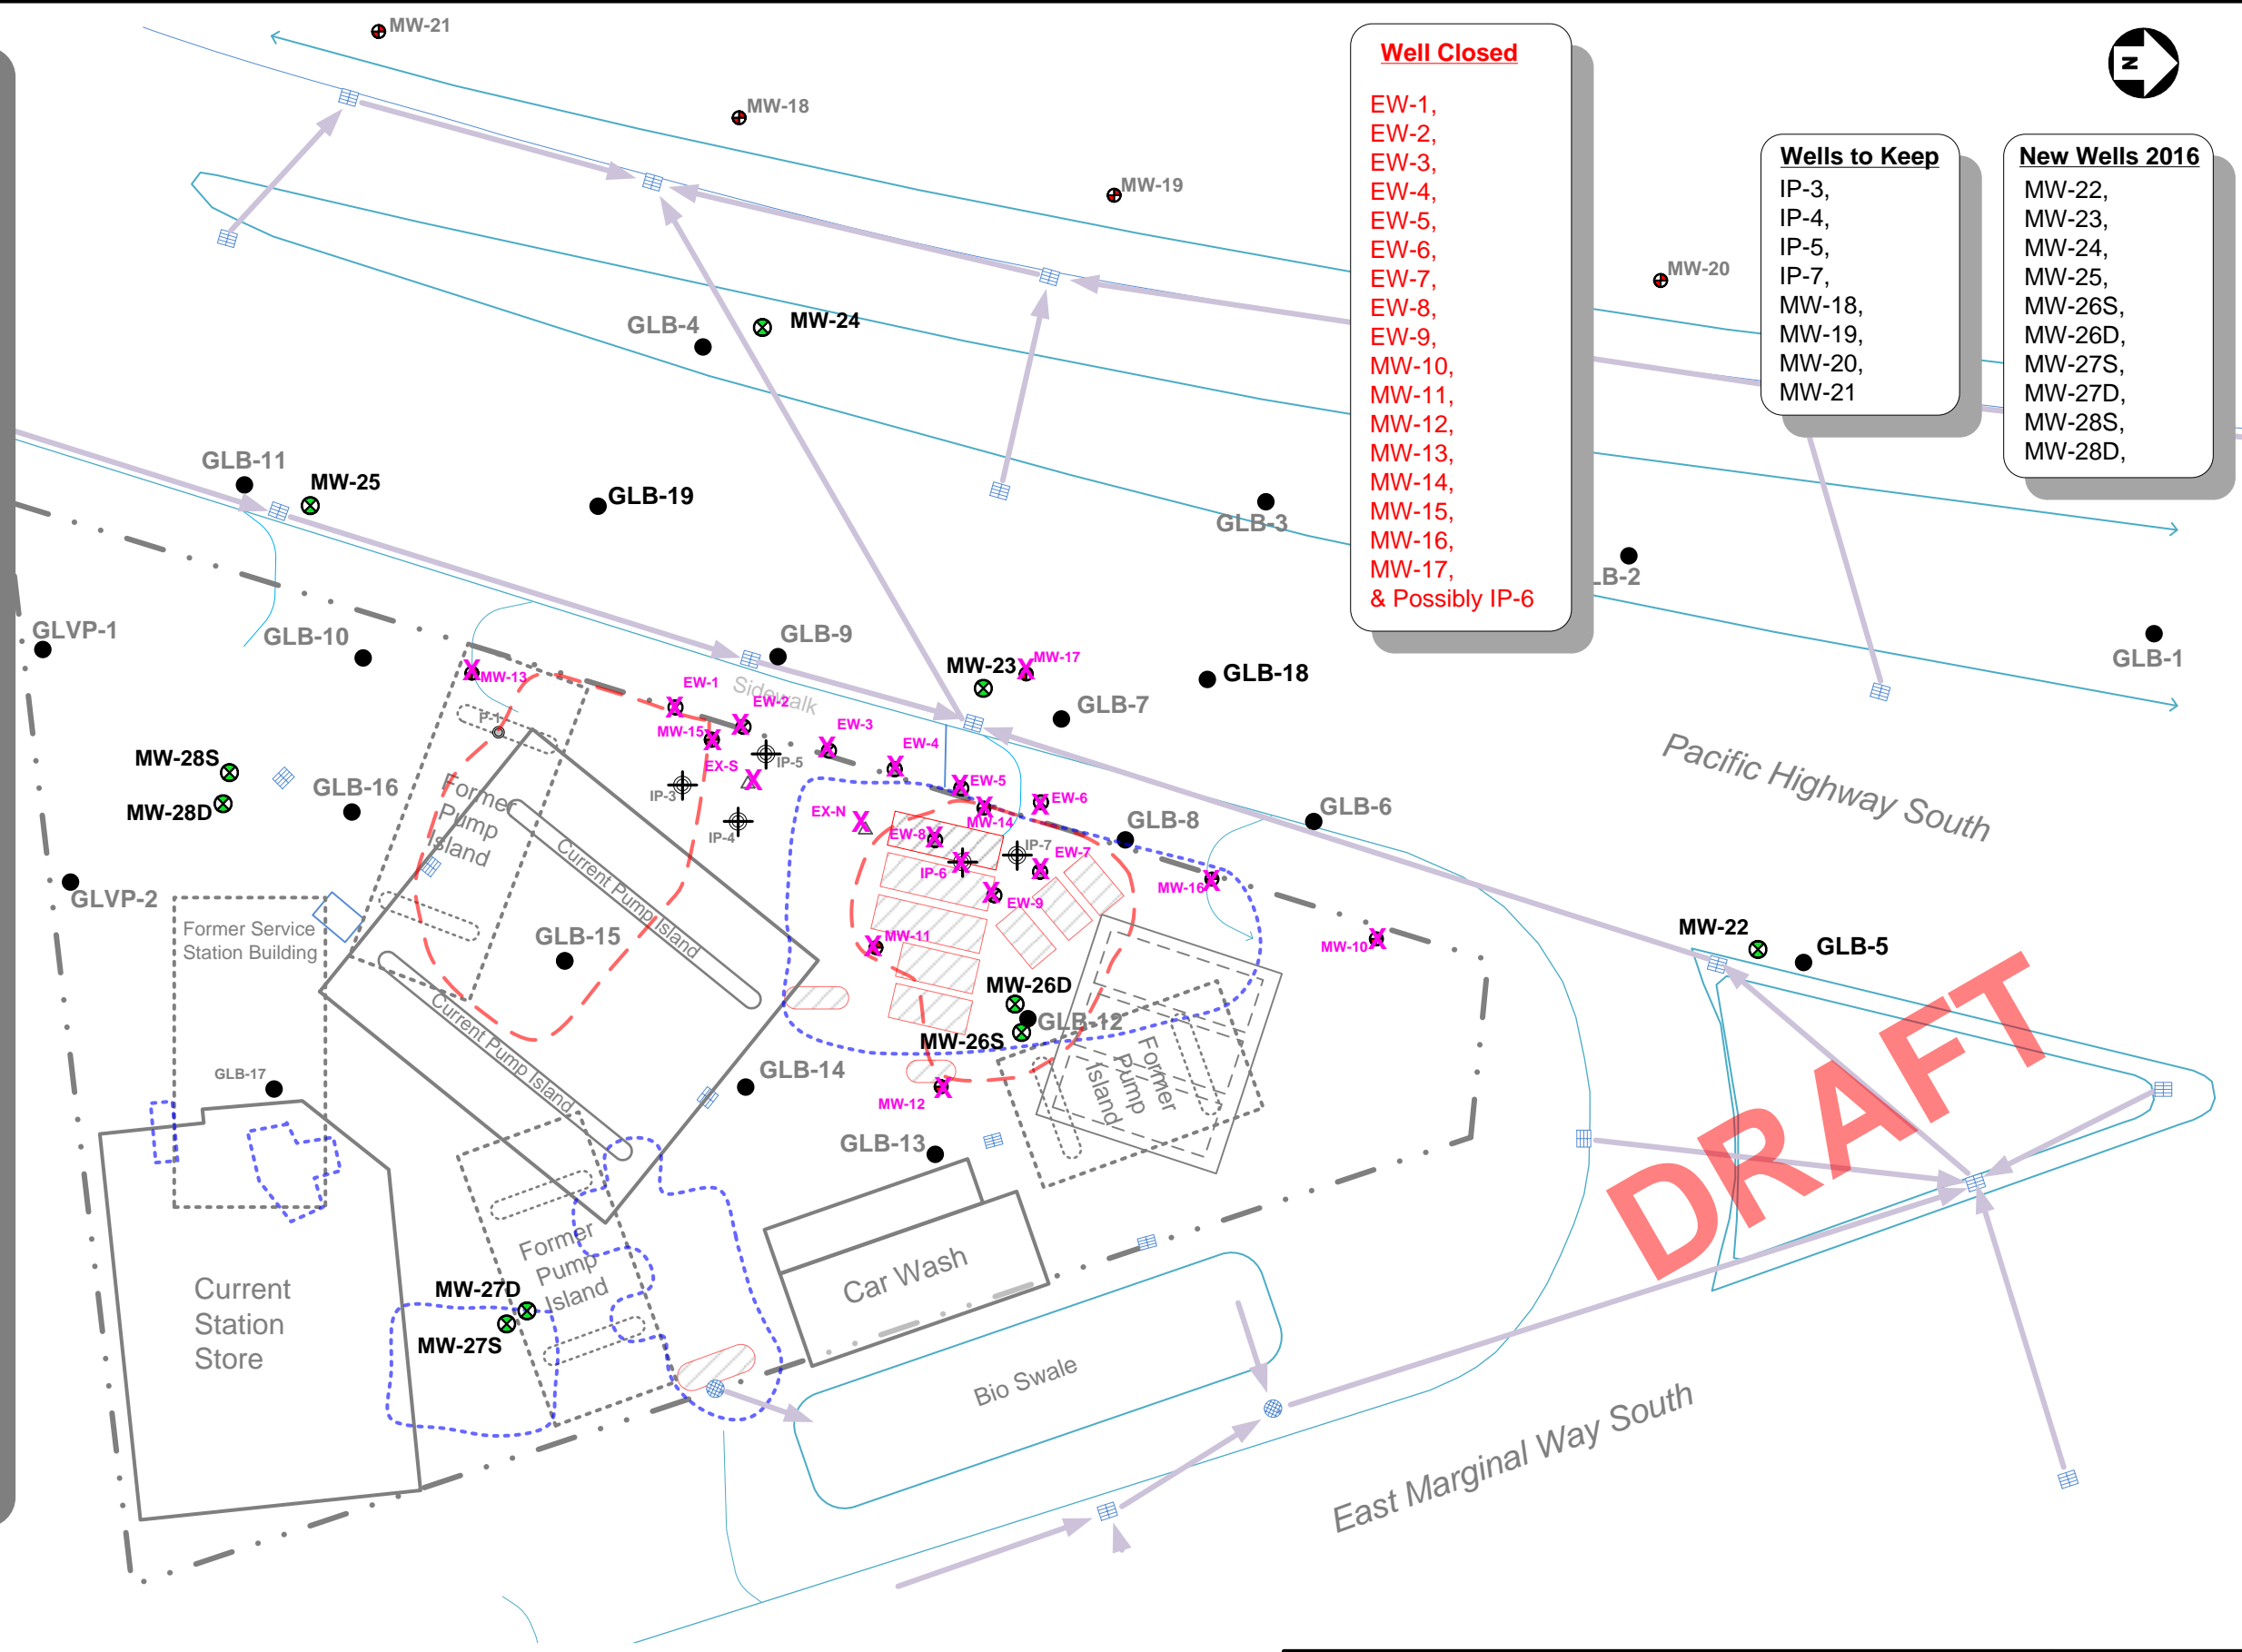 MW-21
MW-18
MW-19
MW-20
N
Well Closed
EW-1,
EW-2,
EW-3,
EW-4,
EW-5,
EW-6,
EW-7,
EW-8,
EW-9,
MW-10,
MW-11,
MW-12,
MW-13,
MW-14,
MW-15,
MW-16,
MW-17,
& Possibly IP-6
Wells to Keep
IP-3,
IP-4,
IP-5,
IP-7,
MW-18,
MW-19,
MW-20,
MW-21
New Wells 2016
MW-22,
MW-23,
MW-24,
MW-25,
MW-26S,
MW-26D,
MW-27S,
MW-27D,
MW-28S,
MW-28D,
GLB-4
MW-24
GLB-11
MW-25
GLB-19
GLB-3
LB-2
GLB-1
GLVP-1
GLB-10
GLB-9
MW-23
MW-17
GLB-18
GLB-7
MW-13
EW-1
Sidewalk
EW-2
P-1
MW-15
EW-3
EW-4
IP-5
EX-S
IP-3
EW-5
EW-6
MW-14
IP-4
EX-N
EW-8
IP-7
EW-7
IP-6
EW-9
GLB-8
GLB-6
MW-16
MW-10
MW-11
Pacific Highway South
MW-28S
MW-28D
GLB-16
Former
Pump
Island
Current Pump Island
GLVP-2
Former Service
Station Building
GLB-15
Current Pump Island
MW-26D
GLB-12
MW-26S
MW-22
GLB-5
DRAFT
GLB-17
GLB-14
MW-12
GLB-13
Former
Pump
Island
Former
Pump
Island
Car Wash
Current
Station
Store
MW-27D
MW-27S
Bio Swale
East Marginal Way South